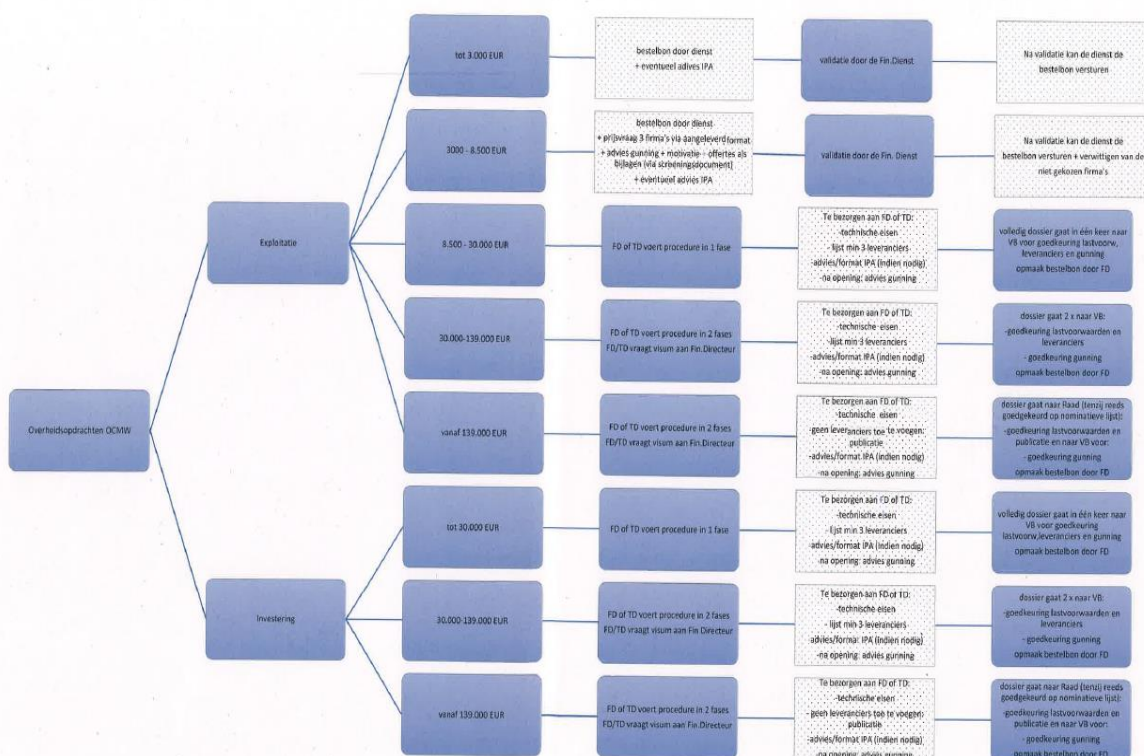 Overheidsopdrachten OCMW
Exploitatie
tot 3.000 EUR
bestelbon door dienst
+ eventueel advies IPA
validatie door de Fin.Dienst
Na validatie kan de dienst de
bestelbon versturen
3000 - 8.500 EUR
bestelbon door dienst
+ prijsvraag 3 firma's via aangeleverd format
+ advies gunning + motivatie + offertes als
bijlagen (via screeningsdocument)
+ eventueel advies IPA
validatie door de Fin. Dienst
Na validatie kan de dienst de
bestelbon versturen + verwittigen van de
niet gekozen firma's
8.500 - 30.000 EUR
FD of TD voert procedure in 1 fase
Te bezorgen aan FD of TD:
-technische eisen
- lijst min 3 leveranciers
-advies/format IPA (indien nodig)
-na opening: advies gunning
volledig dossier gaat in één keer naar
VB voor goedkeuring lastvoorw,
leveranciers en gunning
opmaak bestelbon door FD
30.000-139.000 EUR
FD of TD voert procedure in 2 fases
FD/TD vraagt visum aan Fin.Directeur
Te bezorgen aan FD of TD:
-technische eisen
-lijst min 3 leveranciers
-advies/format IPA (indien nodig)
-na opening: advies gunning
dossier gaat 2 x naar VB:
-goedkeuring lastvoorwaarden en
leveranciers
- goedkeuring gunning
opmaak bestelbon door FD
vanaf 139.000 EUR
FD of TD voert procedure in 2 fases
FD/TD vraagt visum aan Fin.Directeur
Te bezorgen aan FD of TD:
-technische eisen
-geen leveranciers toe te voegen:
publicatie
-advies/format IPA (indien nodig)
-na opening: advies gunning
dossier gaat naar Raad (tenzij reeds
goedgekeurd op nominatieve lijst):
-goedkeuring lastvoorwaarden en
publicatie en naar VB voor:
- goedkeuring gunning
opmaak bestelbon door FD
Investering
tot 30.000 EUR
FD of TD voert procedure in 1 fase
Te bezorgen aan FD of TD:
-technische eisen
- lijst min 3 leveranciers
-advies/format IPA (indien nodig)
-na opening: advies gunning
volledig dossier gaat in één keer naar
VB voor goedkeuring
lastvoorw,leveranciers en gunning
opmaak bestelbon door FD
30.000-139.000 EUR
FD of TD voert procedure in 2 fases
FD/TD vraagt visum aan Fin Directeur
Te bezorgen aan FD of TD:
-technische eisen
- lijst min 3 leveranciers
advies/format IPA (indien nodig)
-na opening: advies gunning
dossier gaat 2 x naar VB:
-goedkeuring lastvoorwaarden en
leveranciers
- goedkeuring gunning
opmaak bestelbon door FD
vanaf 139.000 EUR
FD of TD voert procedure in 2 fases
FD/TD vraagt visum aan Fin.Directeur
Te bezorgen aan FD of TD:
-technische eisen
-geen leveranciers toe te voegen:
publicatie
-advies/format IPA (indien nodig)
-na opening: advies gunning
dossier gaat naar Raad (tenzij reeds
goedgekeurd op nominatieve lijst):
-goedkeuring lastvoorwaarden en
publicatie en naar VB voor:
- goedkeuring gunning
opmaak bestelbon door FD